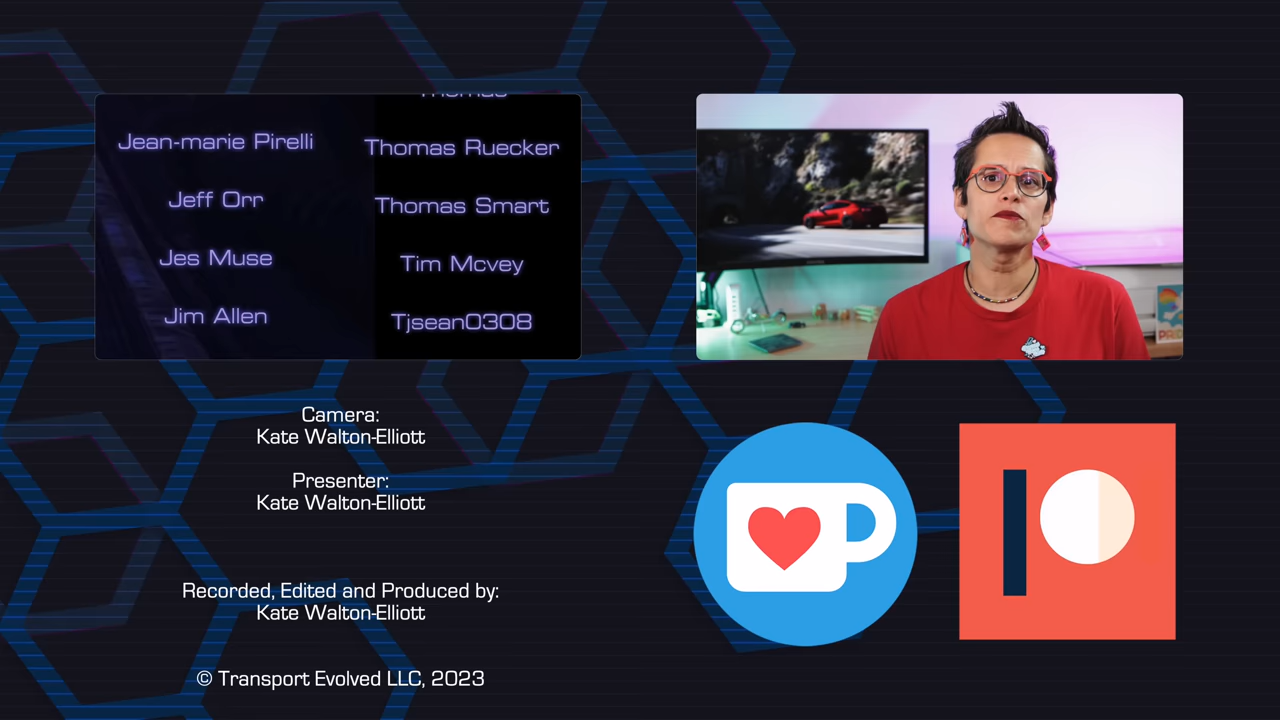 Thomas
Jean-marie Pirelli
Thomas Ruecker
Jeff Orr
Thomas Smart
Jes Muse
Tim Mcvey
Jim Allen
Tjsean0308
Camera:
Kate Walton-Elliott
Presenter:
Kate Walton-Elliott
Recorded, Edited and Produced by:
Kate Walton-Elliott
© Transport Evolved LLC, 2023